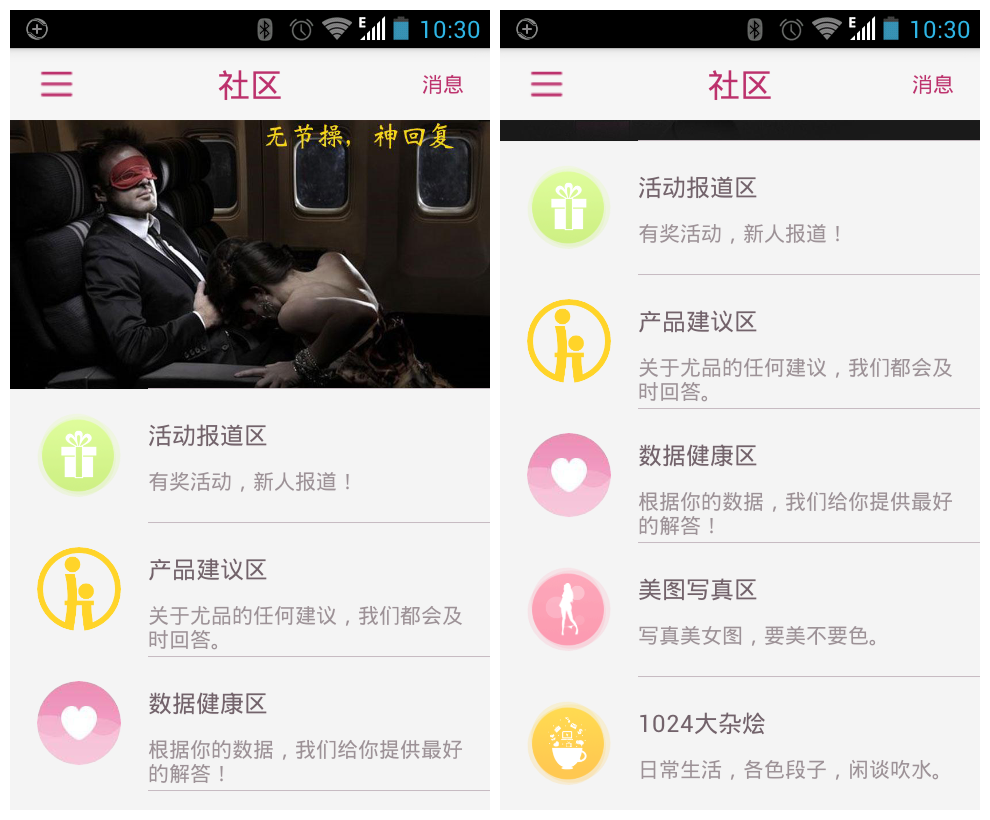 E
10:30
社区
消息
无节操，神回复
活动报道区
有奖活动，新人报道！
产品建议区
关于尤品的任何建议，我们都会及
时回答。
数据健康区
根据你的数据，我们给你提供最好
的解答！
E
10:30
社区
消息
活动报道区
有奖活动，新人报道！
产品建议区
关于尤品的任何建议，我们都会及
时回答。
数据健康区
根据你的数据，我们给你提供最好
的解答！
美图写真区
写真美女图，要美不要色。
1024大杂烩
日常生活，各色段子，闲谈吹水。